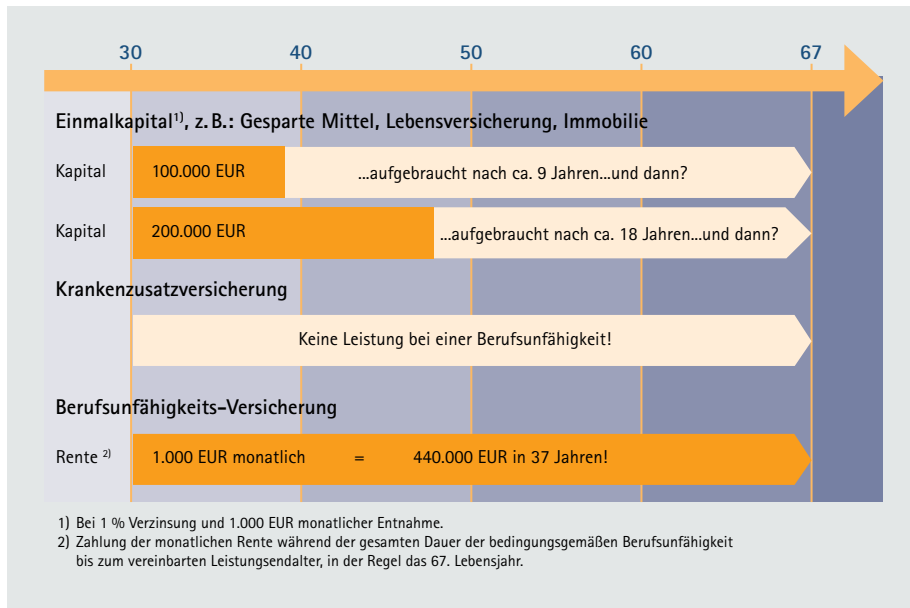 30 40 50 60 67
Einmalkapital1), z. B.: Gesparte Mittel, Lebensversicherung, Immobilie
Kapital 100.000 EUR ...aufgebraucht nach ca. 9 Jahren...und dann?
Kapital 200.000 EUR ...aufgebraucht nach ca. 18 Jahren...und dann?
Krankenzusatzversicherung
Keine Leistung bei einer Berufsunfähigkeit!
Berufsunfähigkeits-Versicherung
Rente 2) 1.000 EUR monatlich = 440.000 EUR in 37 Jahren!
1) Bei 1 % Verzinsung und 1.000 EUR monatlicher Entnahme.
2) Zahlung der monatlichen Rente während der gesamten Dauer der bedingungsgemäßen Berufsunfähigkeit
bis zum vereinbarten Leistungsendalter, in der Regel das 67. Lebensjahr.